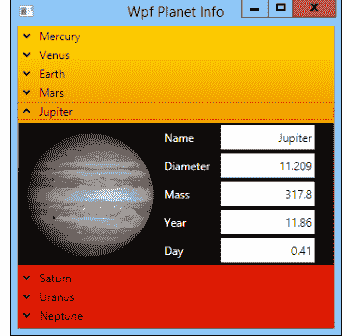 Wpf Planet Info
Mercury
Venus
Earth
Mars
Jupiter
Name Jupiter
Diameter 11.209
Mass 317.8
Year 11.86
Day 0.41
Saturn
Uranus
Neptune